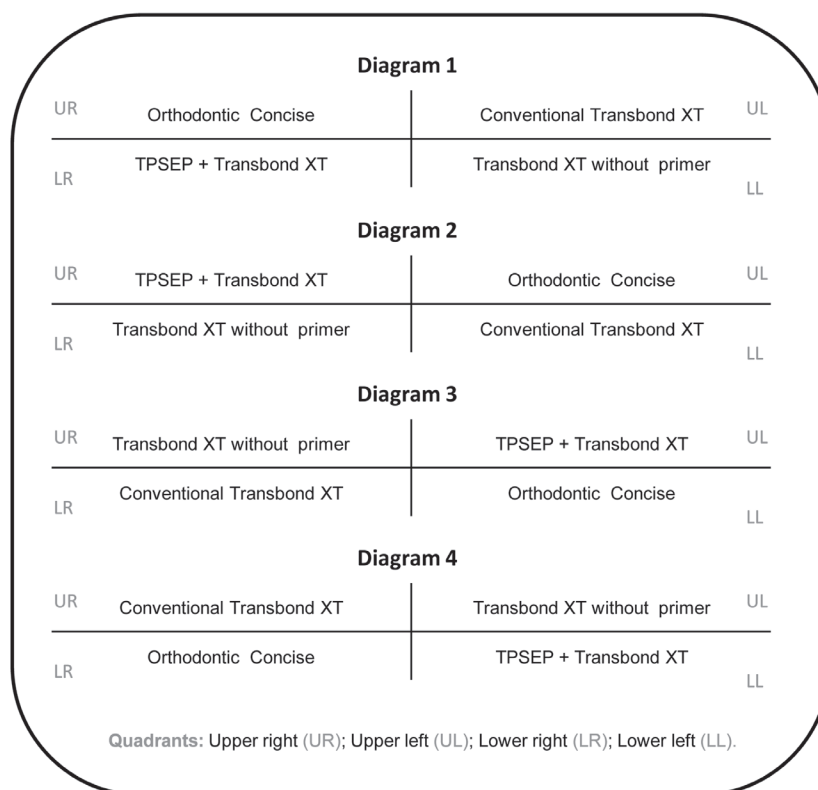 Diagram 1
UR Orthodontic Concise Conventional Transbond XT UL
LR TPSEP + Transbond XT Transbond XT without primer LL
Diagram 2
UR TPSEP + Transbond XT Orthodontic Concise UL
LR Transbond XT without primer Conventional Transbond XT LL
Diagram 3
UR Transbond XT without primer TPSEP + Transbond XT UL
LR Conventional Transbond XT Orthodontic Concise LL
Diagram 4
UR Conventional Transbond XT Transbond XT without primer UL
LR Orthodontic Concise TPSEP + Transbond XT LL
Quadrants: Upper right (UR); Upper left (UL); Lower right (LR); Lower left (LL).